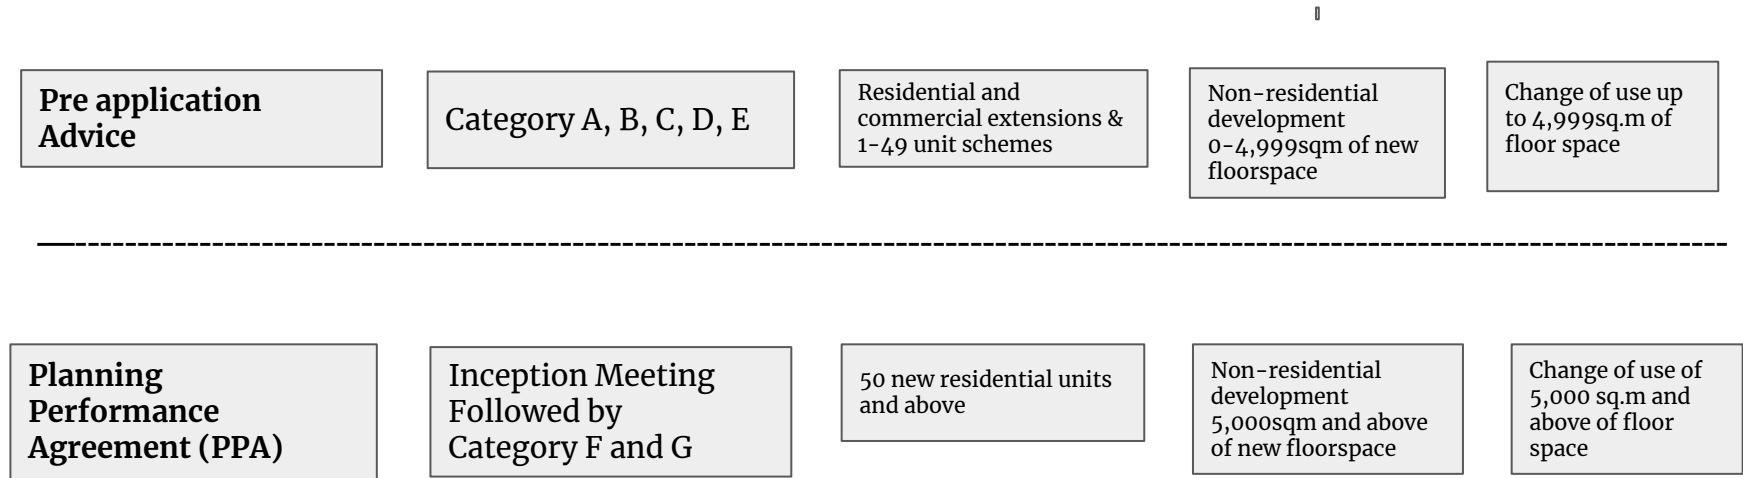 Pre application
Advice
Category A, B, C, D, E
Residential and
commercial extensions &
1-49 unit schemes
Non-residential
development
0-4,999sqm of new
floorspace
Change of use up
to 4,999sq.m of
floor space
Planning
Performance
Agreement (PPA)
Inception Meeting
Followed by
Category F and G
50 new residential units
and above
Non-residential
development
5,000sqm and above
of new floorspace
Change of use of
5,000 sq.m and
above of floor
space